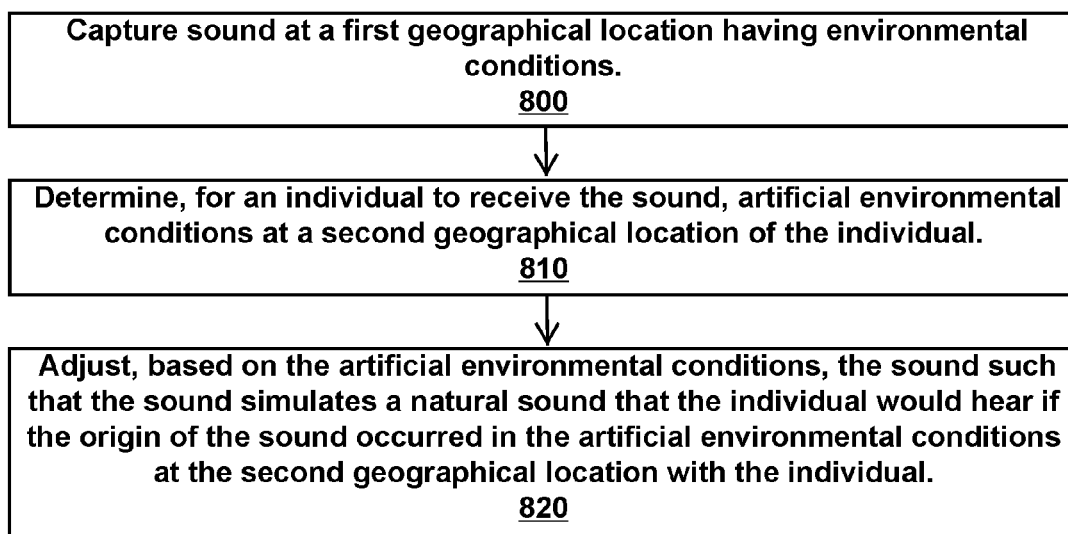 Capture sound at a first geographical location having environmental
conditions.
800
Determine, for an individual to receive the sound, artificial environmental
conditions at a second geographical location of the individual.
810
Adjust, based on the artificial environmental conditions, the sound such
that the sound simulates a natural sound that the individual would hear if
the origin of the sound occurred in the artificial environmental conditions
at the second geographical location with the individual.
820